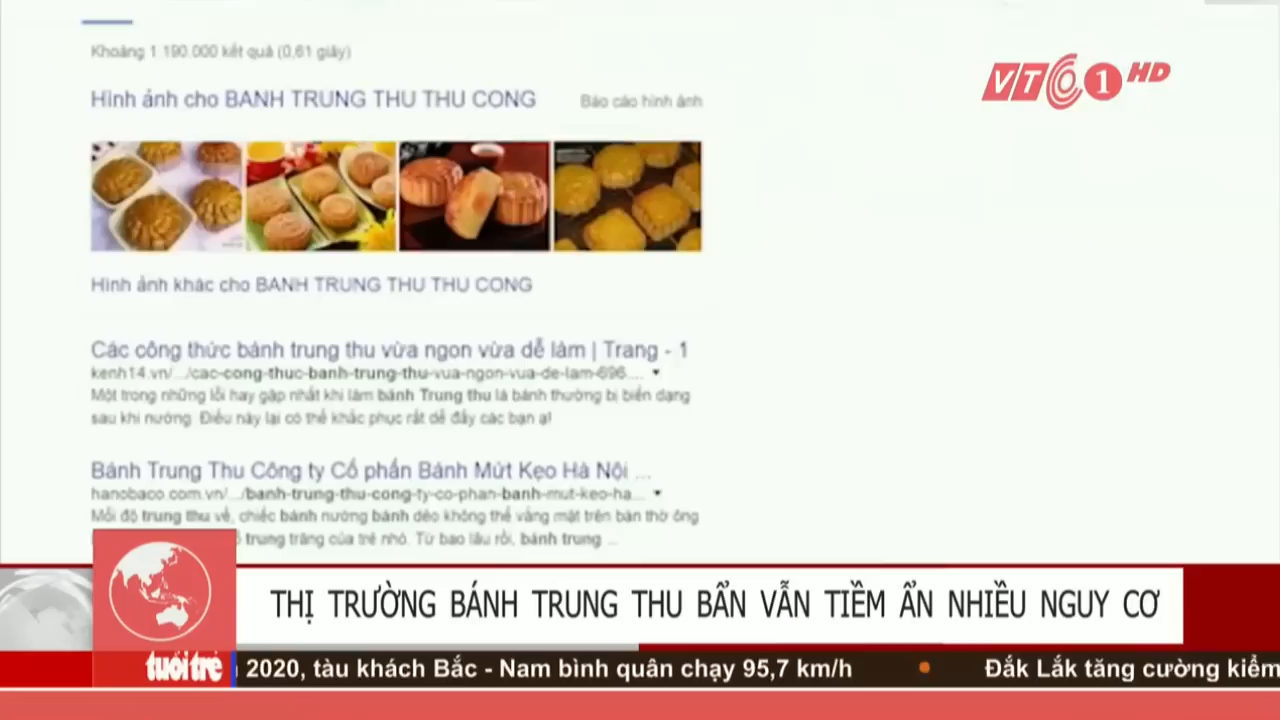 Khoảng 1.190.000 kết quả (0,61 giây)
VTC 1 HD
Hình ảnh cho BANH TRUNG THU THU CONG
Báo cáo hình ảnh
Hình ảnh khác cho BANH TRUNG THU THU CONG
Các công thức bánh trung thu vừa ngon vừa dễ làm | Trang - 1
kenh14.vn/.../cac-cong-thuc-banh-trung-thu-vua-ngon-vua-de-lam-696....
Một trong những lỗi hay gặp nhất khi làm bánh Trung thu là bánh thường bị biến dạng
sau khi nướng. Điều này lại có thể khắc phục rất dễ đấy các bạn ạ!
Bánh Trung Thu Công ty Cổ phần Bánh Mứt Kẹo Hà Nội ...
hanobaco.com.vn/.../banh-trung-thu-cong-ty-co-phan-banh-mut-keo-ha...
Mỗi độ trung thu về, chiếc bánh nướng bánh dẻo không thể vắng mặt trên bàn thờ ông
trung trăng của trẻ nhỏ. Từ bao lâu rồi, bánh trung ...
THỊ TRƯỜNG BÁNH TRUNG THU BẨN VẪN TIỀM ẨN NHIỀU NGUY CƠ
tuổi trẻ
2020, tàu khách Bắc - Nam bình quân chạy 95,7 km/h • Đắk Lắk tăng cường kiểm